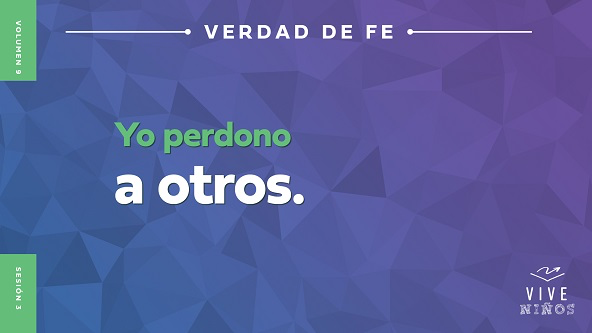 VERDAD DE FE
VOLUMEN 9
Yo perdono
a otros.
SESIÓN 3
VIVE
NIÑOS